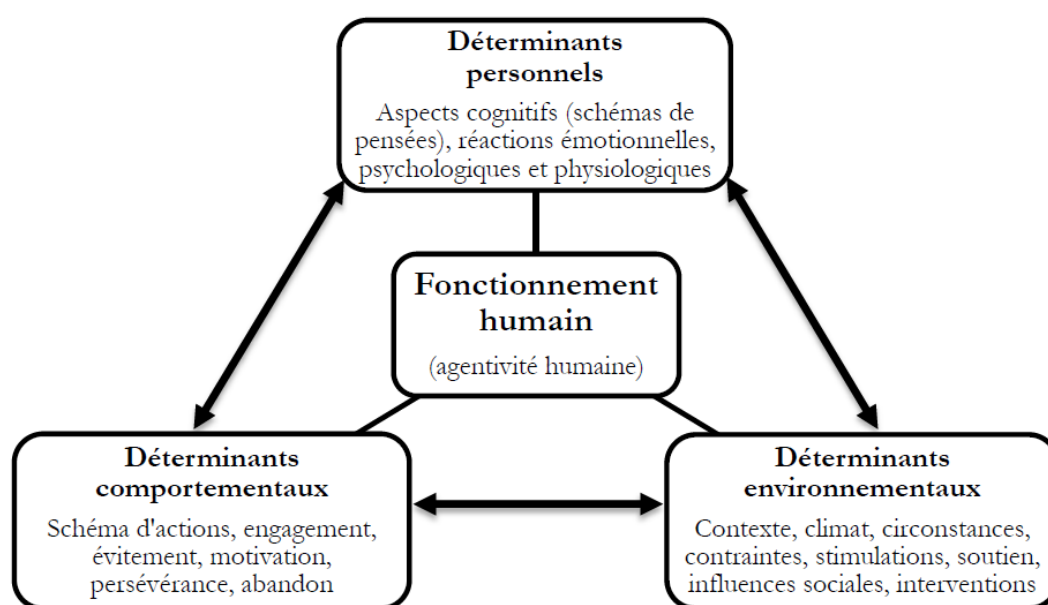 Déterminants
personnels
Aspects cognitifs (schémas de
pensées), réactions émotionnelles,
psychologiques et physiologiques
Fonctionnement
humain
(agentivité humaine)
Déterminants
comportementaux
Schéma d'actions, engagement,
évitement, motivation,
persévérance, abandon
Déterminants
environnementaux
Contexte, climat, circonstances,
contraintes, stimulations, soutien,
influences sociales, interventions